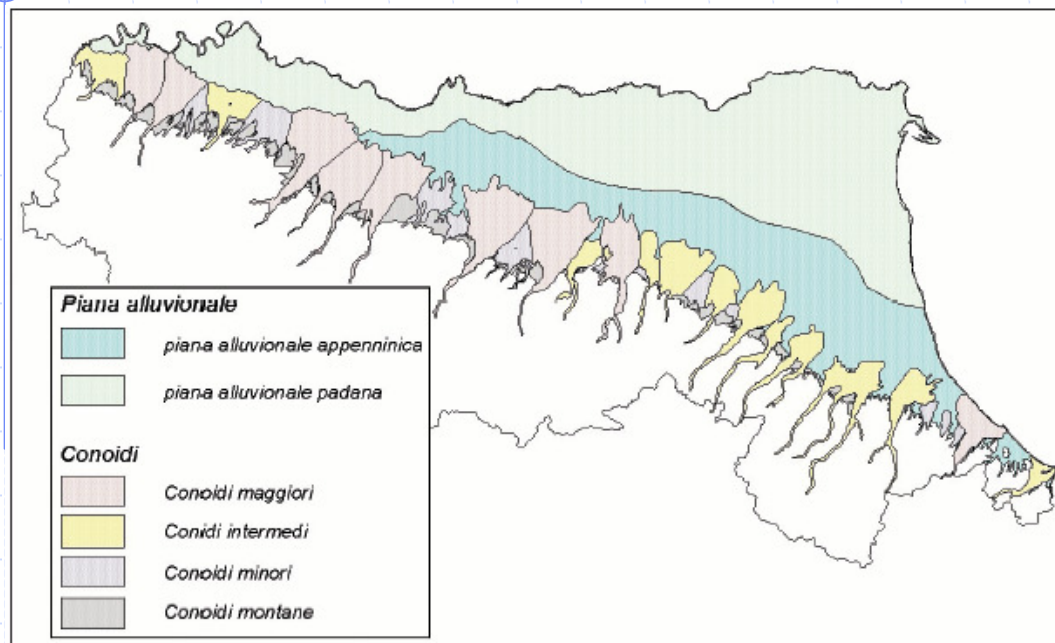 Piana alluvionale
piana alluvionale appenninica
piana alluvionale padana
Conoidi
Conoidi maggiori
Conidi intermedi
Conoidi minori
Conoidi montane